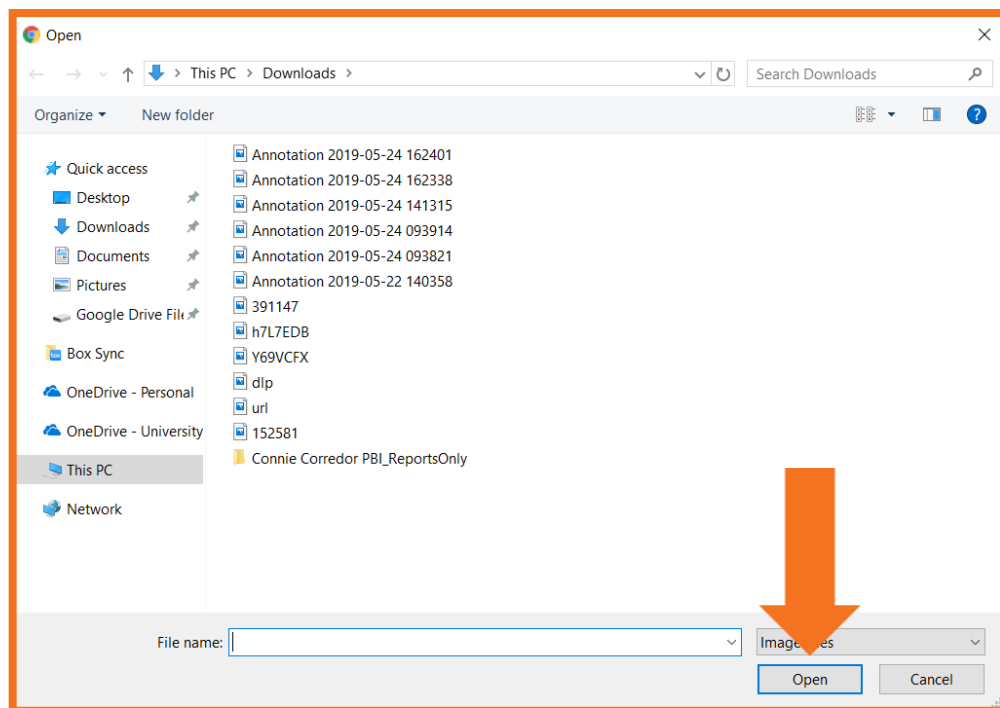 Open
This PC > Downloads >
Search Downloads
Organize
New folder
?
Quick access
Desktop
Downloads
Documents
Pictures
Google Drive
Box Sync
OneDrive - Personal
OneDrive - University
This PC
Network
Annotation 2019-05-24 162401
Annotation 2019-05-24 162338
Annotation 2019-05-24 141315
Annotation 2019-05-24 093914
Annotation 2019-05-24 093821
Annotation 2019-05-22 140358
391147
h7L7EDB
Y69VCFX
dlp
url
152581
Connie Corredor PBI_ReportsOnly
File name:
Open
Cancel